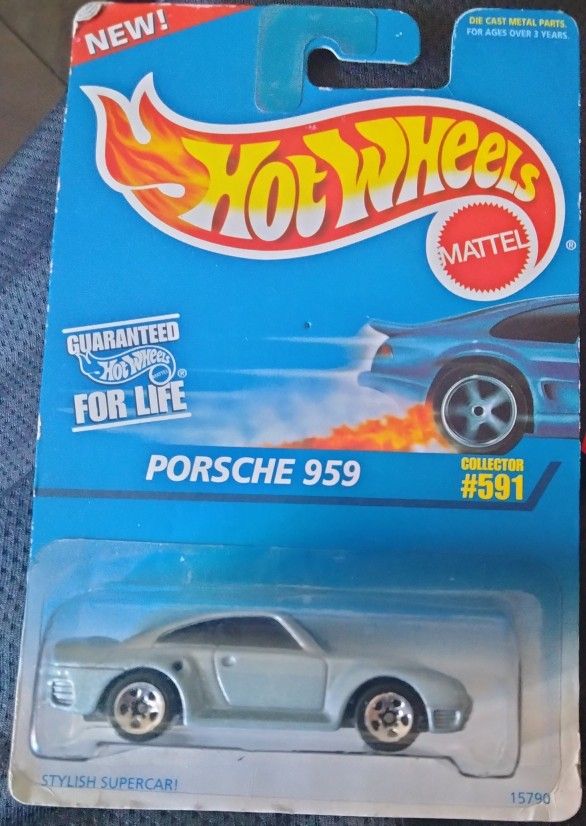 NEW!
DIE CAST METAL PARTS.
FOR AGES OVER 3 YEARS.
HOT WHEELS
MATTEL
®
GUARANTEED
HOT WHEELS
®
FOR LIFE
PORSCHE 959
COLLECTOR
#591
STYLISH SUPERCAR!
15790